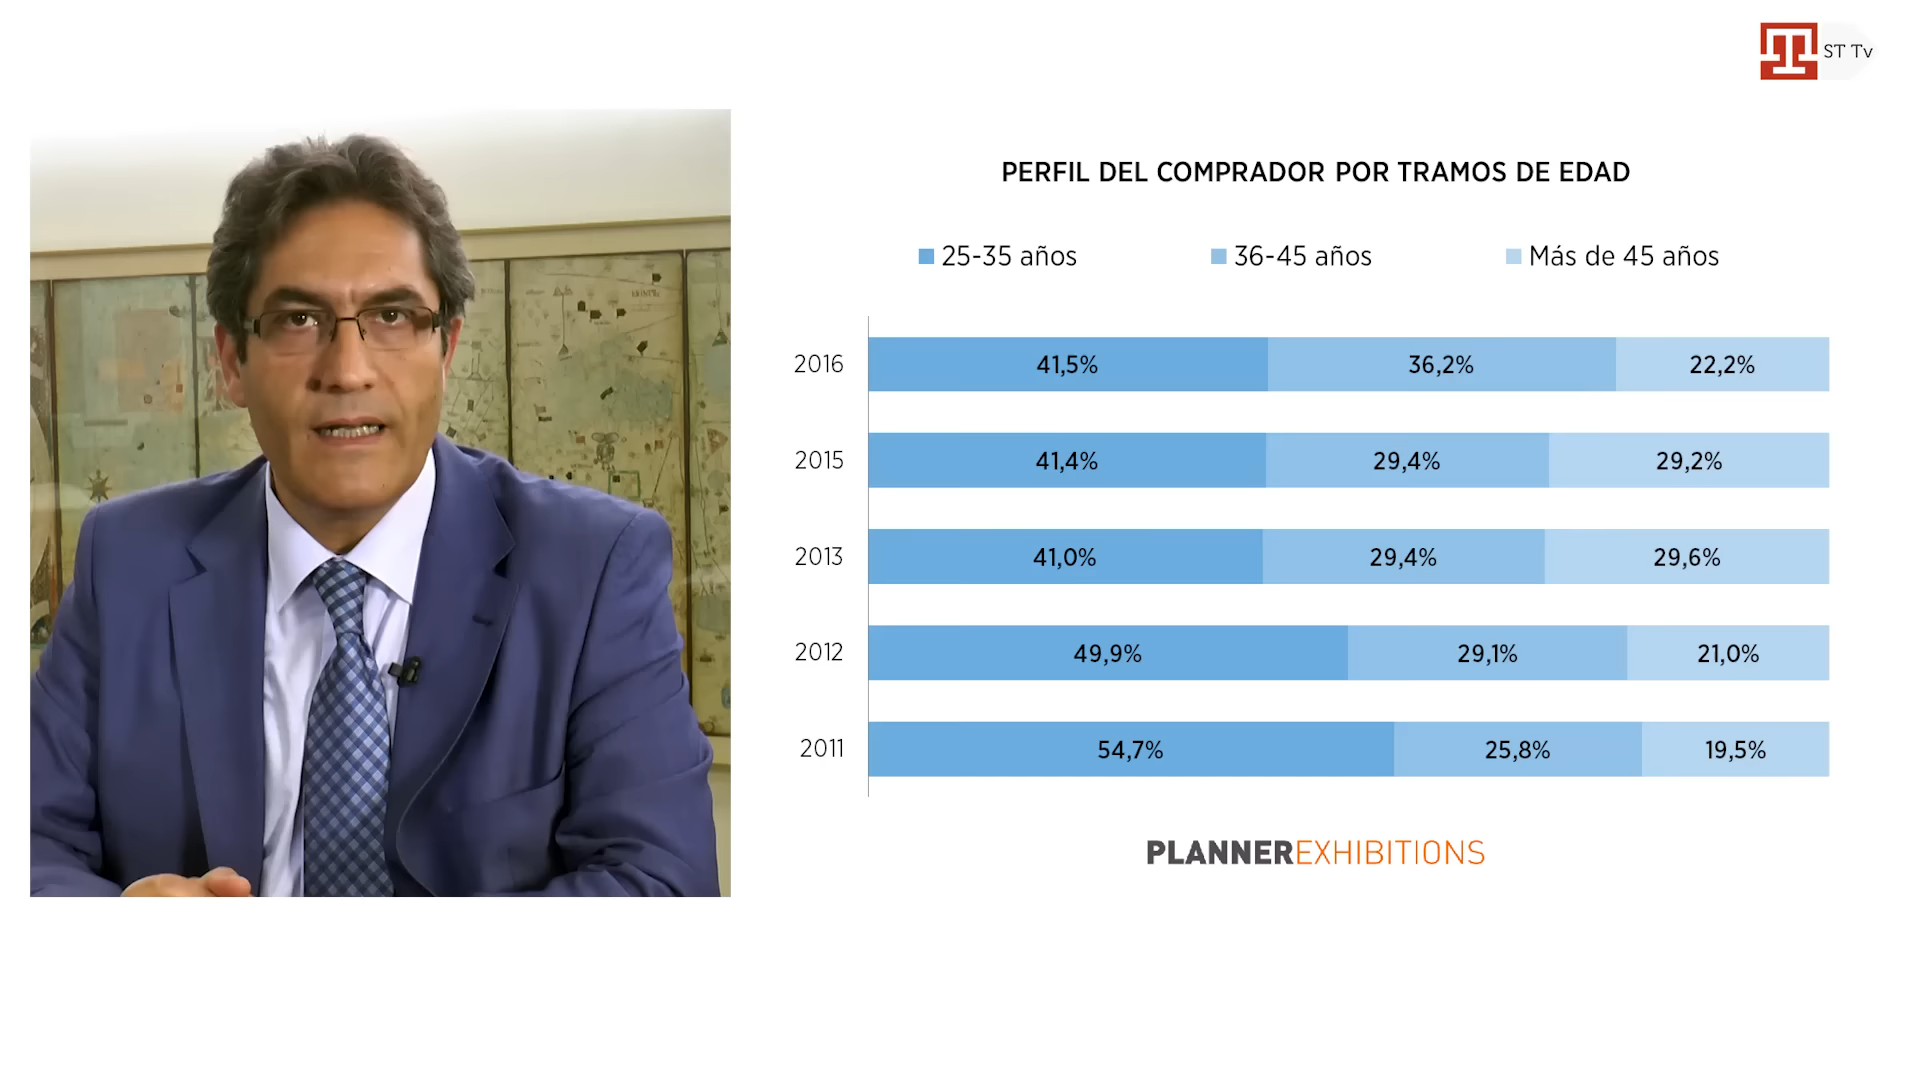 ST Tv
PERFIL DEL COMPRADOR POR TRAMOS DE EDAD
25-35 años 36-45 años Más de 45 años
2016 41,5% 36,2% 22,2%
2015 41,4% 29,4% 29,2%
2013 41,0% 29,4% 29,6%
2012 49,9% 29,1% 21,0%
2011 54,7% 25,8% 19,5%
PLANNEREXHIBITIONS